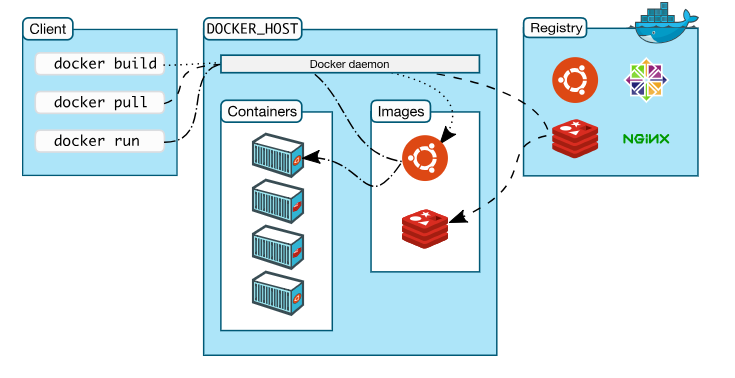 Client
docker build
docker pull
docker run
DOCKER_HOST
Docker daemon
Containers
Images
Registry
NGINX